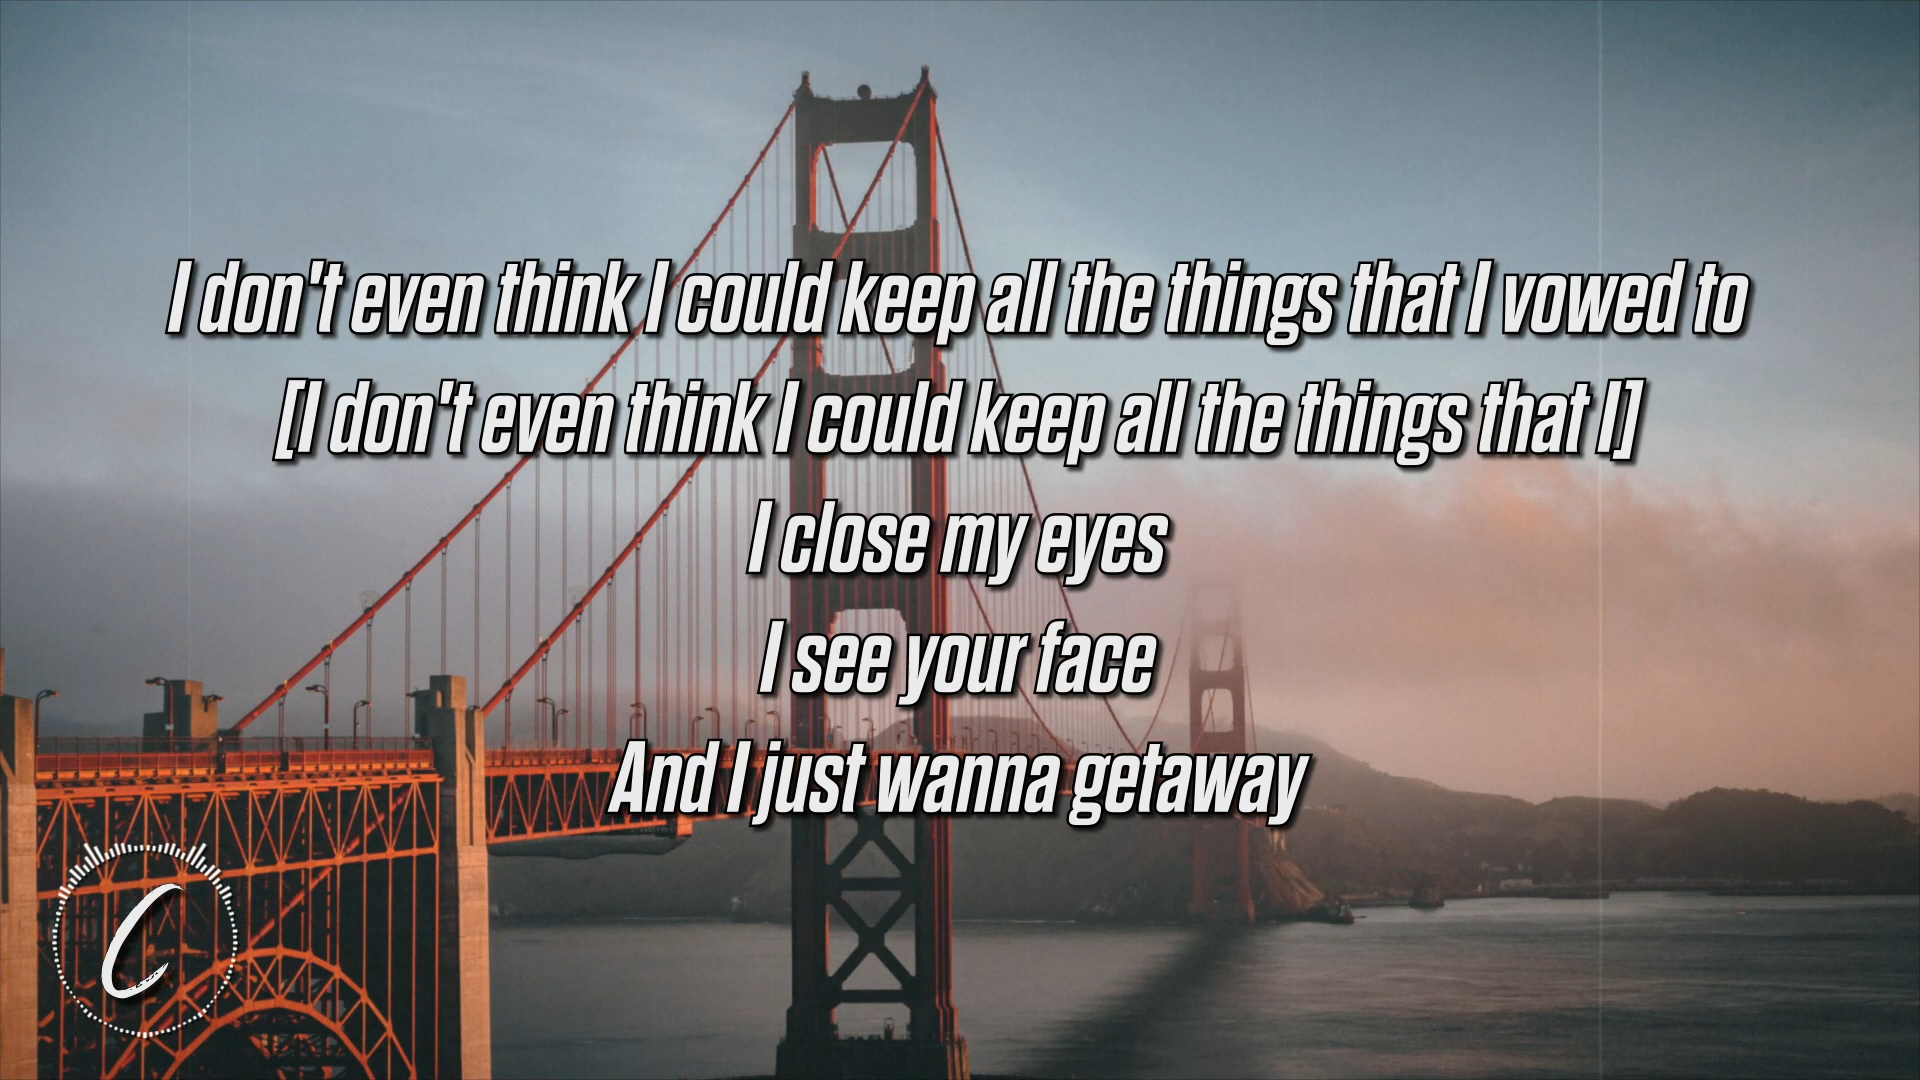 I don't even think I could keep all the things that I vowed to
[I don't even think I could keep all the things that I]
I close my eyes
I see your face
And I just wanna getaway
C